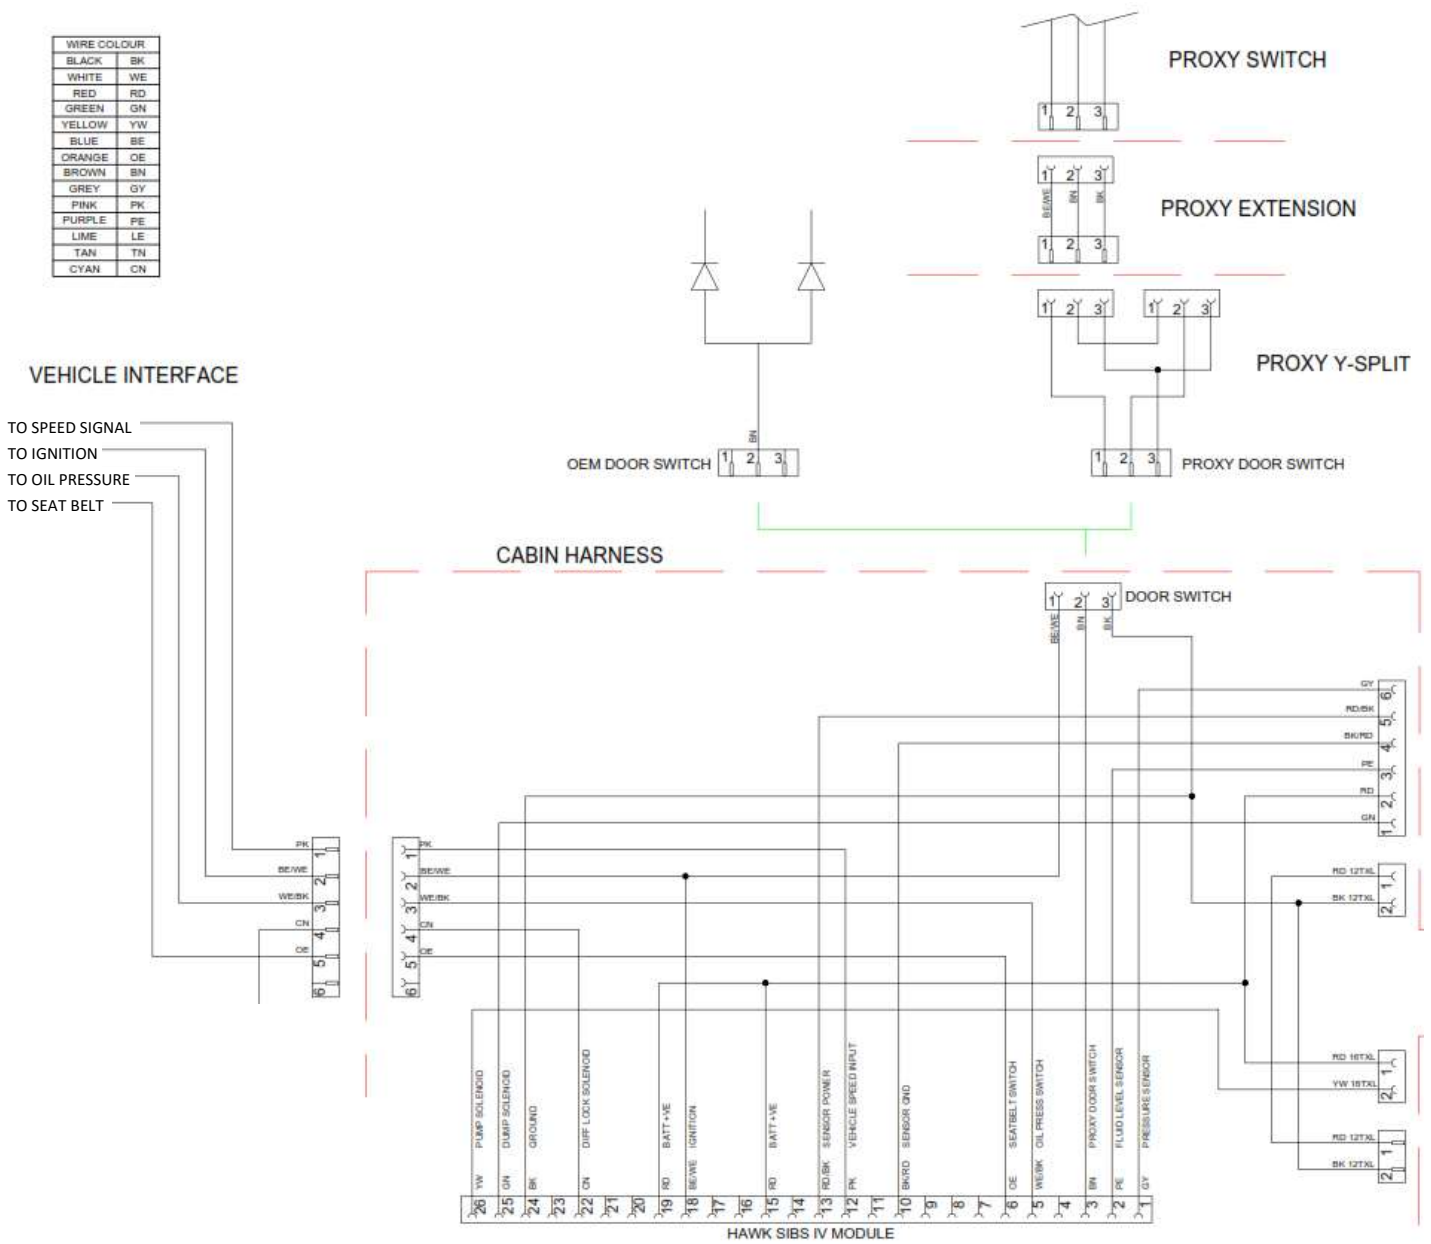 WIRE COLOUR
BLACK BK
WHITE WE
RED RD
GREEN GN
YELLOW YW
BLUE BE
ORANGE OE
BROWN BN
GREY GY
PINK PK
PURPLE PE
LIME LE
TAN TN
CYAN CN
PROXY SWITCH
1 2 3
1 2 3
BE/WE BN BK
PROXY EXTENSION
1 2 3
1 2 3 1 2 3
PROXY Y-SPLIT
VEHICLE INTERFACE
TO SPEED SIGNAL
TO IGNITION
TO OIL PRESSURE
TO SEAT BELT
BN
OEM DOOR SWITCH 1 2 3
1 2 3 PROXY DOOR SWITCH
CABIN HARNESS
1 2 3 DOOR SWITCH
BE/WE BN BK
GY 6
RD/BK 5
BK/RD 4
PE 3
RD 2
GN 1
PK 1 1 PK
BE/WE 2 2 BE/WE
WE/BK 3 3 WE/BK
CN 4 4 CN
OE 5 5 OE
6 6
RD 12TXL 1
BK 12TXL 2
RD 16TXL 1
YW 16TXL 2
RD 12TXL 1
BK 12TXL 2
YW PUMP SOLENOID
GN DUMP SOLENOID
BK GROUND
CN DIFF LOCK SOLENOID
RD BATT +VE
BE/WE IGNITION
RD BATT +VE
RD/BK SENSOR POWER
PK VEHICLE SPEED INPUT
BK/RD SENSOR GND
OE SEATBELT SWITCH
WE/BK OIL PRESS SWITCH
BN PROXY DOOR SWITCH
PE FLUID LEVEL SENSOR
GY PRESSURE SENSOR
26 25 24 23 22 21 20 19 18 17 16 15 14 13 12 11 10 9 8 7 6 5 4 3 2 1
HAWK SIBS IV MODULE